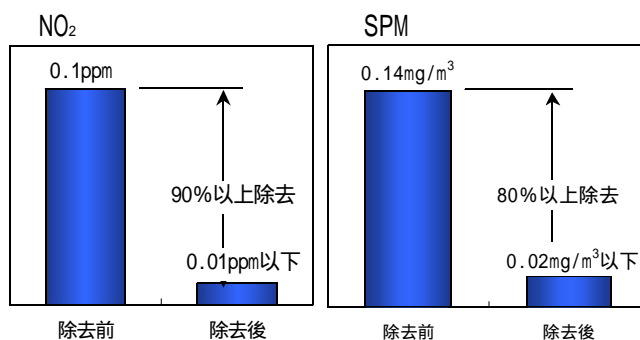 NO₂
0.1ppm
90%以上除去
0.01ppm以下
除去前
除去後
SPM
0.14mg/m³
80%以上除去
0.02mg/m³以下
除去前
除去後